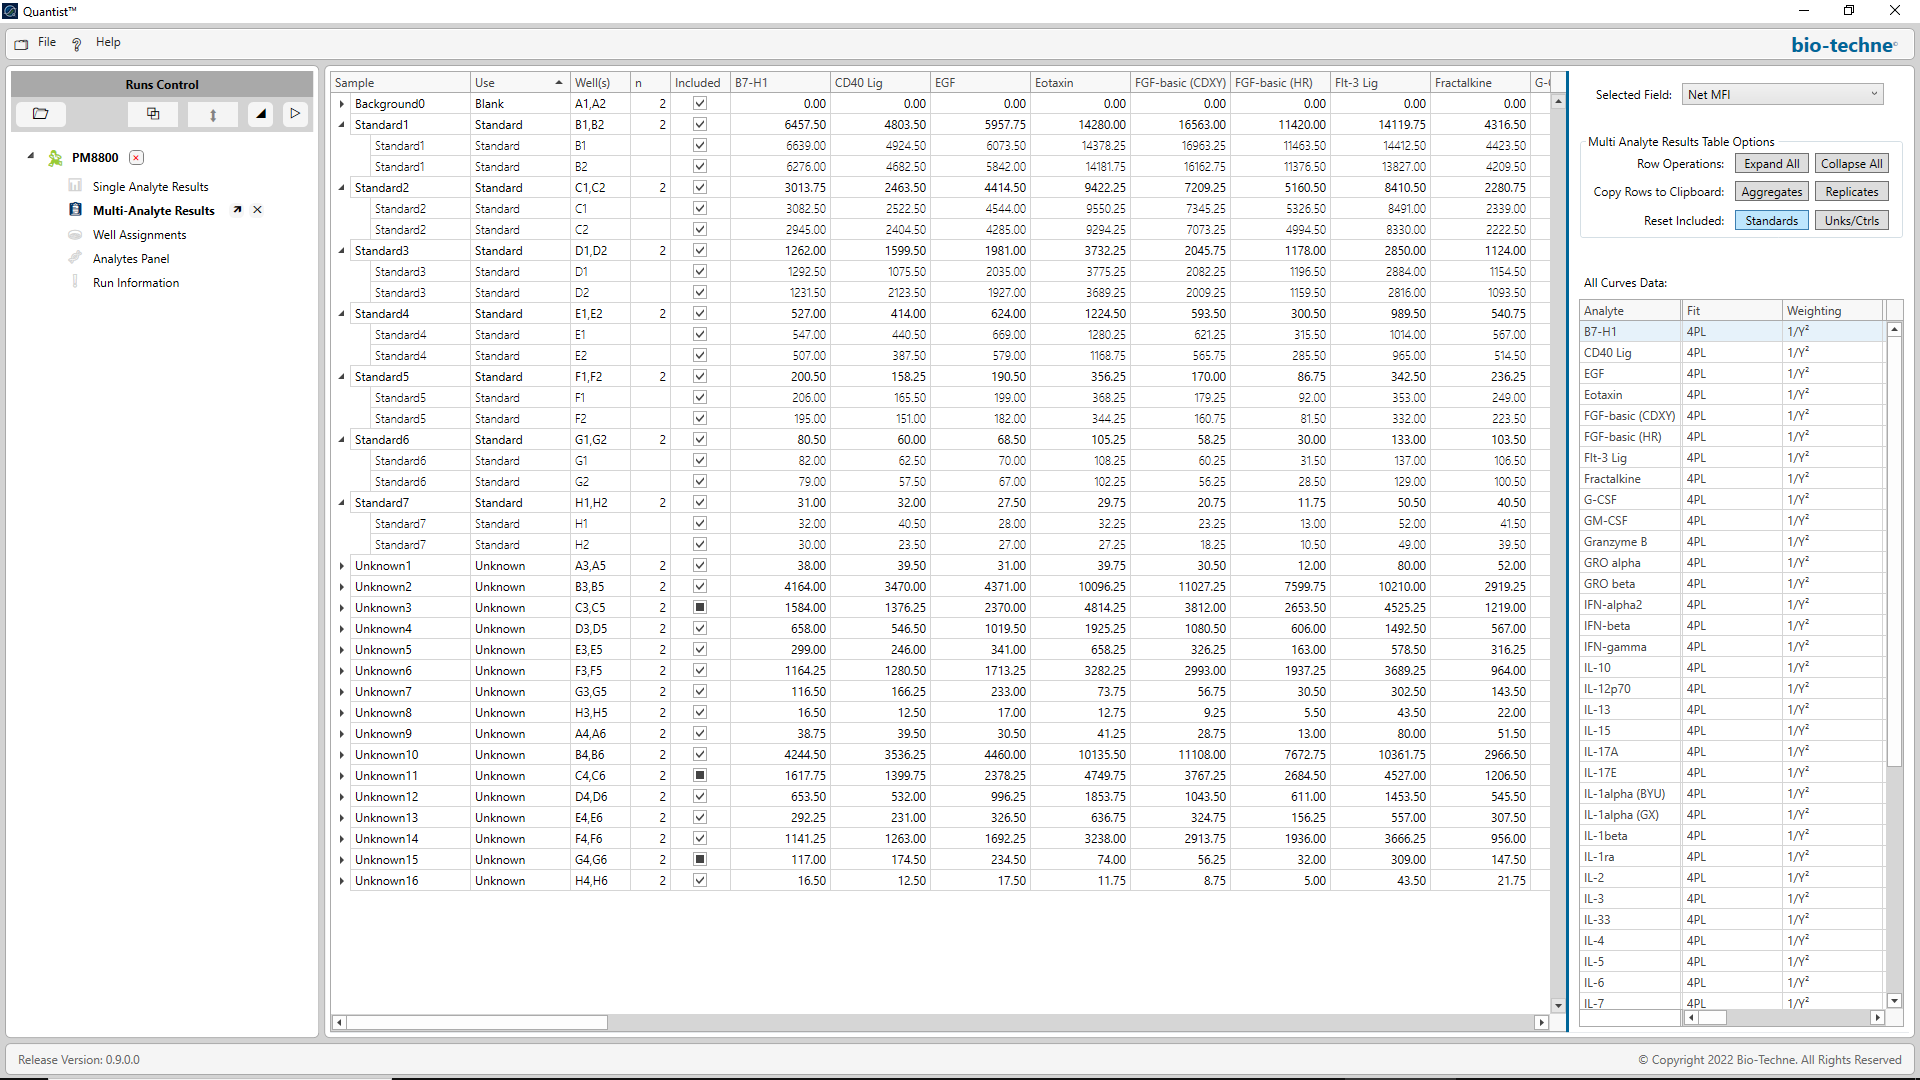 Quantist™
File ? Help
bio-techne
Runs Control
PM8800
Single Analyte Results
Multi-Analyte Results
Well Assignments
Analytes Panel
Run Information
Sample Use Well(s) n Included B7-H1 CD40 Lig EGF Eotaxin FGF-basic (CDXY) FGF-basic (HR) Flt-3 Lig Fractalkine
Background0 Blank A1,A2 2 0.00 0.00 0.00 0.00 0.00 0.00 0.00 0.00
Standard1 Standard B1,B2 2 6457.50 4803.50 5957.75 14280.00 16563.00 11420.00 14119.75 4316.50
Standard1 Standard B1 6639.00 4924.50 6073.50 14378.25 16963.25 11463.50 14412.50 4423.50
Standard1 Standard B2 6276.00 4682.50 5842.00 14181.75 16162.75 11376.50 13827.00 4209.50
Standard2 Standard C1,C2 2 3013.75 2463.50 4414.50 9422.25 7209.25 5160.50 8410.50 2280.75
Standard2 Standard C1 3082.50 2522.50 4544.00 9550.25 7345.25 5326.50 8491.00 2339.00
Standard2 Standard C2 2945.00 2404.50 4285.00 9294.25 7073.25 4994.50 8330.00 2222.50
Standard3 Standard D1,D2 2 1262.00 1599.50 1981.00 3732.25 2045.75 1178.00 2850.00 1124.00
Standard3 Standard D1 1292.50 1075.50 2035.00 3775.25 2082.25 1196.50 2884.00 1154.50
Standard3 Standard D2 1231.50 2123.50 1927.00 3689.25 2009.25 1159.50 2816.00 1093.50
Standard4 Standard E1,E2 2 527.00 414.00 624.00 1224.50 593.50 300.50 989.50 540.75
Standard4 Standard E1 547.00 440.50 669.00 1280.25 621.25 315.50 1014.00 567.00
Standard4 Standard E2 507.00 387.50 579.00 1168.75 565.75 285.50 965.00 514.50
Standard5 Standard F1,F2 2 200.50 158.25 190.50 356.25 170.00 86.75 342.50 236.25
Standard5 Standard F1 206.00 165.50 199.00 368.25 179.25 92.00 353.00 249.00
Standard5 Standard F2 195.00 151.00 182.00 344.25 160.75 81.50 332.00 223.50
Standard6 Standard G1,G2 2 80.50 60.00 68.50 105.25 58.25 30.00 133.00 103.50
Standard6 Standard G1 82.00 62.50 70.00 108.25 60.25 31.50 137.00 106.50
Standard6 Standard G2 79.00 57.50 67.00 102.25 56.25 28.50 129.00 100.50
Standard7 Standard H1,H2 2 31.00 32.00 27.50 29.75 20.75 11.75 50.50 40.50
Standard7 Standard H1 32.00 40.50 28.00 32.25 23.25 13.00 52.00 41.50
Standard7 Standard H2 30.00 23.50 27.00 27.25 18.25 10.50 49.00 39.50
Unknown1 Unknown A3,A5 2 38.00 39.50 31.00 39.75 30.50 12.00 80.00 52.00
Unknown2 Unknown B3,B5 2 4164.00 3470.00 4371.00 10096.25 11027.25 7599.75 10210.00 2919.25
Unknown3 Unknown C3,C5 2 1584.00 1376.25 2370.00 4814.25 3812.00 2653.50 4525.25 1219.00
Unknown4 Unknown D3,D5 2 658.00 546.50 1019.50 1925.25 1080.50 606.00 1492.50 567.00
Unknown5 Unknown E3,E5 2 299.00 246.00 341.00 658.25 326.25 163.00 578.50 316.25
Unknown6 Unknown F3,F5 2 1164.25 1280.50 1713.25 3282.25 2993.00 1937.25 3689.25 964.00
Unknown7 Unknown G3,G5 2 116.50 166.25 233.00 73.75 56.75 30.50 302.50 143.50
Unknown8 Unknown H3,H5 2 16.50 12.50 17.00 12.75 9.25 5.50 43.50 22.00
Unknown9 Unknown A4,A6 2 38.75 39.50 30.50 41.25 28.75 13.00 80.00 51.50
Unknown10 Unknown B4,B6 2 4244.50 3536.25 4460.00 10135.50 11108.00 7672.75 10361.75 2966.50
Unknown11 Unknown C4,C6 2 1617.75 1399.75 2378.25 4749.75 3767.25 2684.50 4527.00 1206.50
Unknown12 Unknown D4,D6 2 653.50 532.00 996.25 1853.75 1043.50 611.00 1453.50 545.50
Unknown13 Unknown E4,E6 2 292.25 231.00 326.50 636.75 324.75 156.25 557.00 307.50
Unknown14 Unknown F4,F6 2 1141.25 1263.00 1692.25 3238.00 2913.75 1936.00 3666.25 956.00
Unknown15 Unknown G4,G6 2 117.00 174.50 234.50 74.00 56.25 32.00 309.00 147.50
Unknown16 Unknown H4,H6 2 16.50 12.50 17.50 11.75 8.75 5.00 43.50 21.75
Selected Field: Net MFI
Multi Analyte Results Table Options
Row Operations: Expand All Collapse All
Copy Rows to Clipboard: Aggregates Replicates
Reset Included: Standards Unks/Ctrls
All Curves Data:
Analyte Fit Weighting
B7-H1 4PL 1/Y²
CD40 Lig 4PL 1/Y²
EGF 4PL 1/Y²
Eotaxin 4PL 1/Y²
FGF-basic (CDXY) 4PL 1/Y²
FGF-basic (HR) 4PL 1/Y²
Flt-3 Lig 4PL 1/Y²
Fractalkine 4PL 1/Y²
G-CSF 4PL 1/Y²
GM-CSF 4PL 1/Y²
Granzyme B 4PL 1/Y²
GRO alpha 4PL 1/Y²
GRO beta 4PL 1/Y²
IFN-alpha2 4PL 1/Y²
IFN-beta 4PL 1/Y²
IFN-gamma 4PL 1/Y²
IL-10 4PL 1/Y²
IL-12p70 4PL 1/Y²
IL-13 4PL 1/Y²
IL-15 4PL 1/Y²
IL-17A 4PL 1/Y²
IL-17E 4PL 1/Y²
IL-1alpha (BYU) 4PL 1/Y²
IL-1alpha (GX) 4PL 1/Y²
IL-1beta 4PL 1/Y²
IL-1ra 4PL 1/Y²
IL-2 4PL 1/Y²
IL-3 4PL 1/Y²
IL-33 4PL 1/Y²
IL-4 4PL 1/Y²
IL-5 4PL 1/Y²
IL-6 4PL 1/Y²
IL-7 4PL 1/Y²
Release Version: 0.9.0.0
© Copyright 2022 Bio-Techne. All Rights Reserved